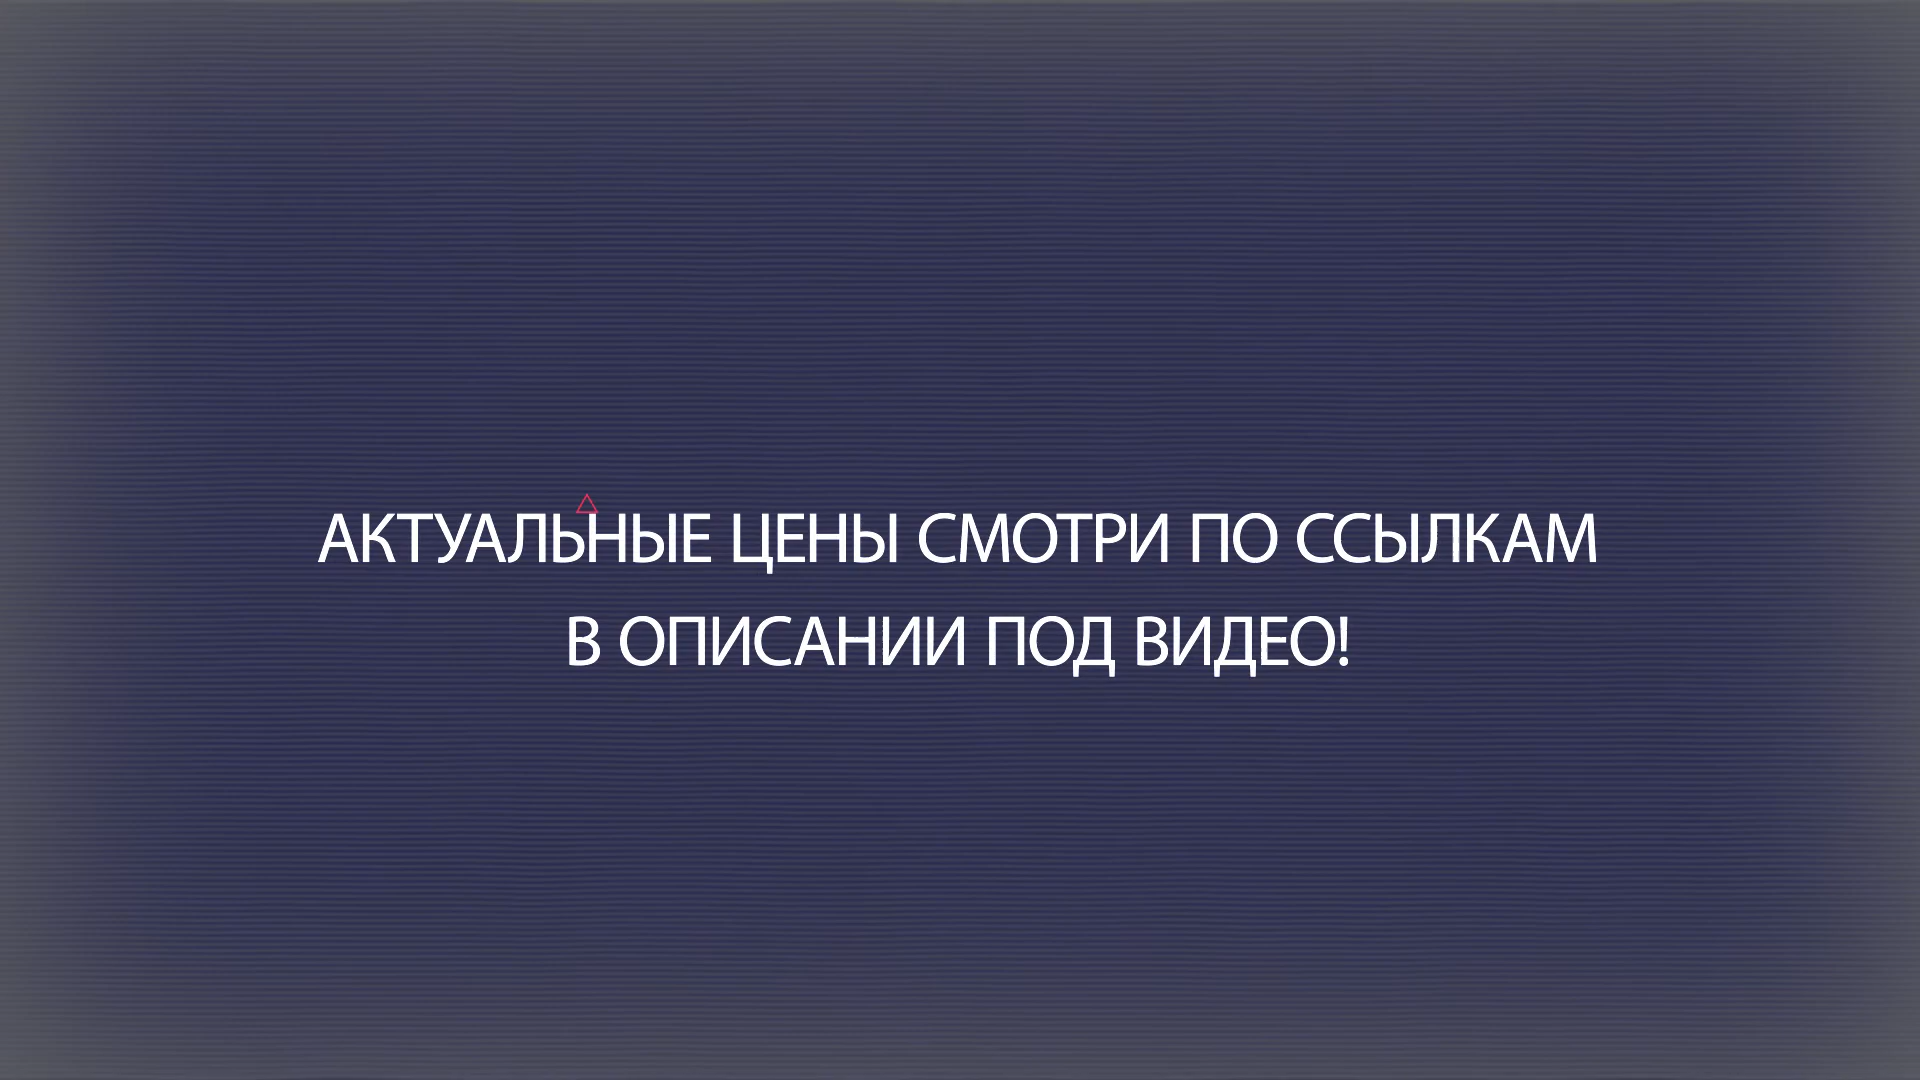 АКТУАЛЬНЫЕ ЦЕНЫ СМОТРИ ПО ССЫЛКАМ
В ОПИСАНИИ ПОД ВИДЕО!